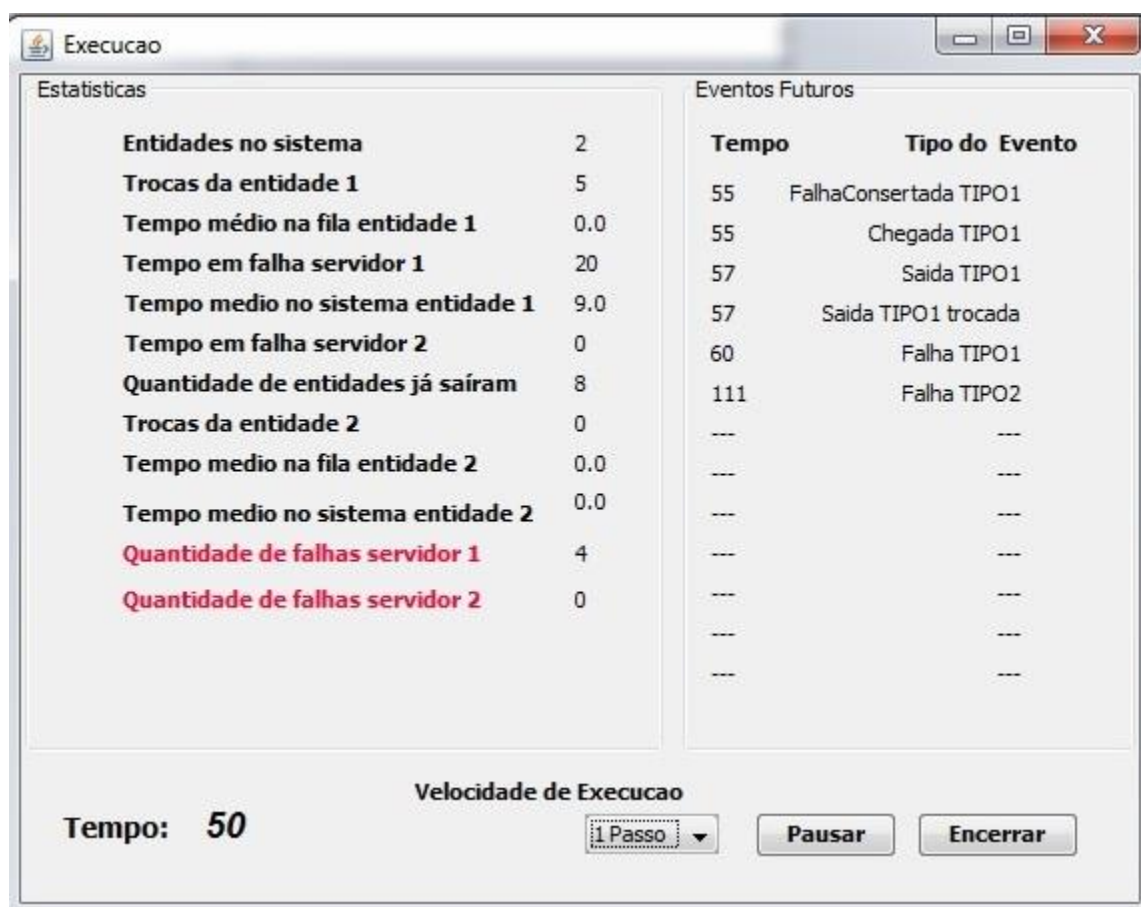 Execucao
Estatisticas
Entidades no sistema 2
Trocas da entidade 1 5
Tempo médio na fila entidade 1 0.0
Tempo em falha servidor 1 20
Tempo medio no sistema entidade 1 9.0
Tempo em falha servidor 2 0
Quantidade de entidades já saíram 8
Trocas da entidade 2 0
Tempo medio na fila entidade 2 0.0
Tempo medio no sistema entidade 2 0.0
Quantidade de falhas servidor 1 4
Quantidade de falhas servidor 2 0
Eventos Futuros
Tempo Tipo do Evento
55 FalhaConsertada TIPO1
55 Chegada TIPO1
57 Saida TIPO1
57 Saida TIPO1 trocada
60 Falha TIPO1
111 Falha TIPO2
--- ---
--- ---
--- ---
--- ---
--- ---
--- ---
--- ---
Velocidade de Execucao
Tempo: 50 1 Passo Pausar Encerrar